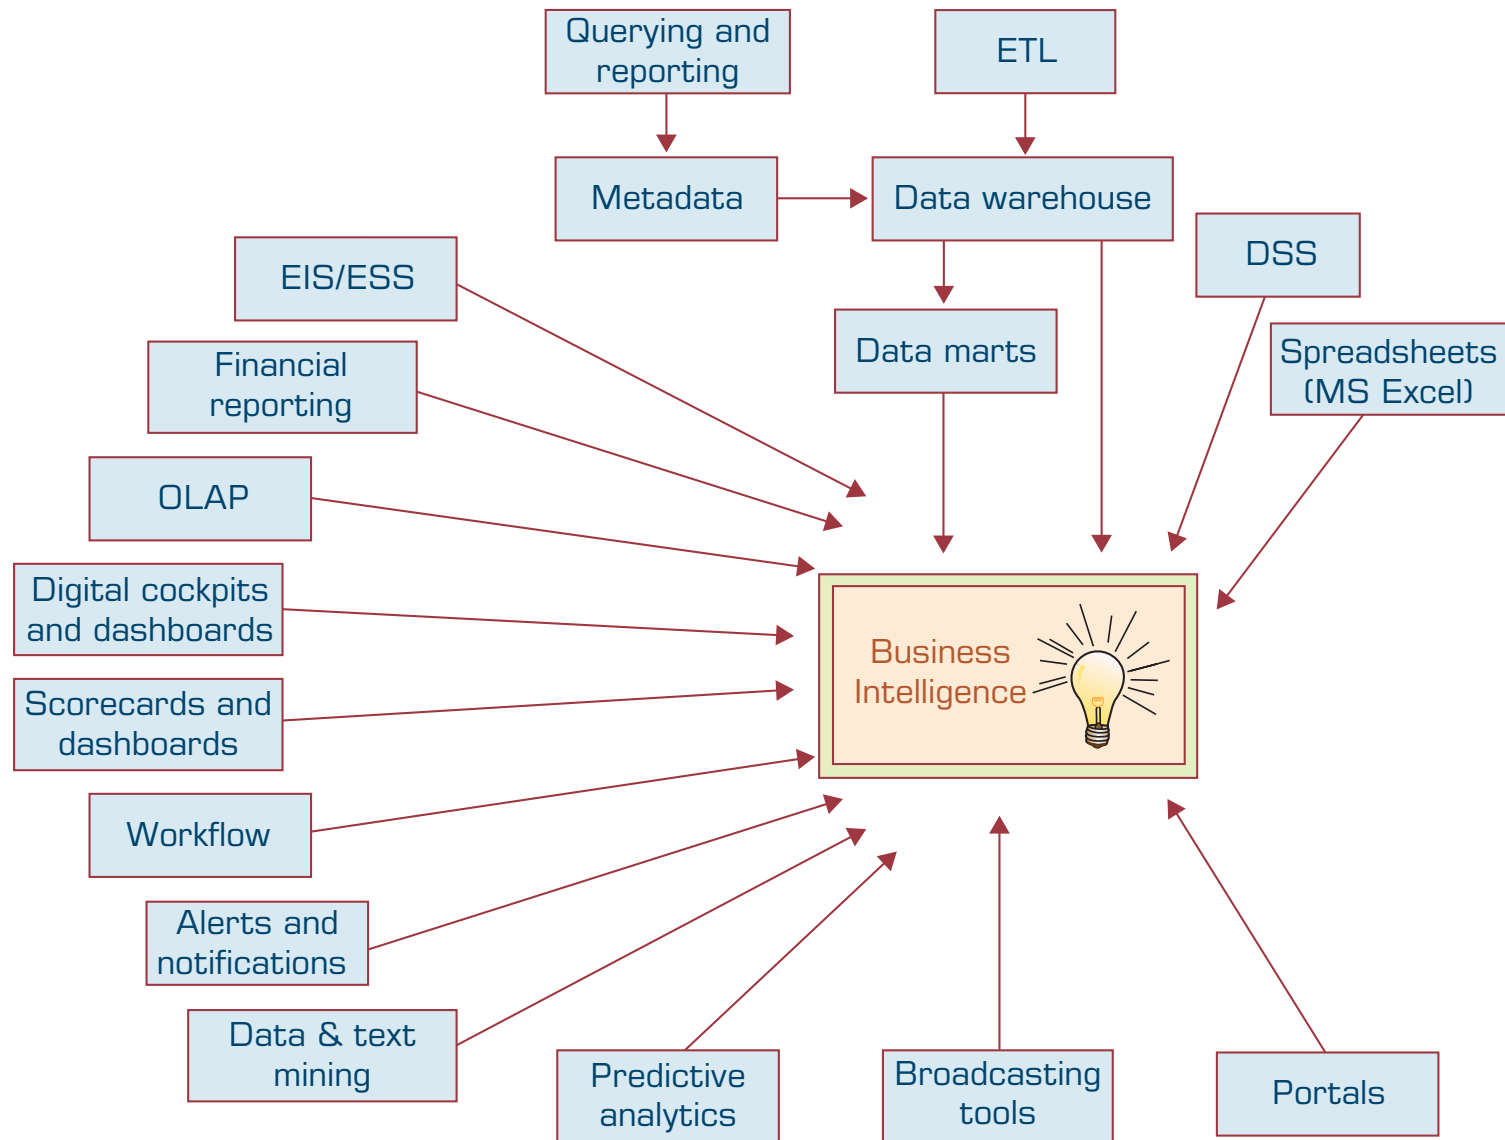 Querying and
reporting
ETL
Metadata
Data warehouse
DSS
EIS/ESS
Data marts
Spreadsheets
(MS Excel)
Financial
reporting
OLAP
Digital cockpits
and dashboards
Business
Intelligence
Scorecards and
dashboards
Workflow
Alerts and
notifications
Data & text
mining
Predictive
analytics
Broadcasting
tools
Portals